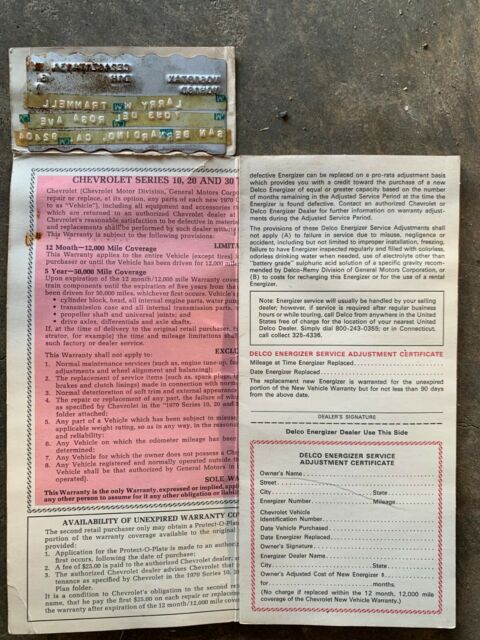 LARRY W TRAMMELL
7093 DEL ROSA AVE
SAN BERNARDINO, CA. 92404
CHEVROLET SERIES 10, 20 AND 30
Chevrolet (Chevrolet Motor Division, General Motors Corpor
repair or replace, at its option, any parts of each new 1970
to as a "Vehicle"), including all equipment and accessories
which are returned to an authorized Chevrolet dealer at
Chevrolet's reasonable satisfaction to be defective in material
and replacements shall be performed by such dealer without
This Warranty is subject to the following provisions:
LIMITA
12 Month—12,000 Mile Coverage
This Warranty applies to the entire Vehicle (except tires)
purchaser or until the Vehicle has been driven for 12,000 mil
5 Year—50,000 Mile Coverage
Upon expiration of the 12 month/12,000 mile Warranty
train components until the expiration of five years from the
been driven for 50,000 miles, whichever first occurs. Vehicle's
• cylinder block, head, all internal engine parts, water pum
• transmission case and all internal transmission parts,
• propeller shaft and universal joints; and
• drive axles, differentials and axle shafts.
If, at the time of delivery to the original retail purchaser,
strator, for example) the time and mileage limitations shall
such factory or dealer service.
EXCLU
This Warranty shall not apply to:
1. Normal maintenance services (such as, engine tune-up, fu
adjustments and wheel alignment and balancing);
2. The replacement of service items (such as, spark plugs,
brakes and clutch linings) made in connection with norm
3. Normal deterioration of soft trim and external appearance
4. The replacement of any part, the failure of wh
as specified by Chevrolet in the "1970 Series 10, 20 and
folder attached;
5. Any part of a Vehicle which has been subject to misuse,
applicable weight rating, so as in any way, in the reason
and reliability;
6. Any Vehicle on which the odometer mileage has been
determined);
7. Any Vehicle for which the owner does not possess a Ch
8. Any Vehicle registered and normally operated outside
Vehicle shall be that authorized by General Motors in
operated.
SOLE WA
This Warranty is the only Warranty, expressed or implied, appl
any other person to assume for it any other obligation or liabilit
AVAILABILITY OF UNEXPIRED WARRANTY CO
The second retail purchaser only may obtain a Protect-O-Plate
portion of the warranty coverage available to the original
provided:
1. Application for the Protect-O-Plate is made to an author
first occurs, following the date of purchase;
2. A fee of $25.00 is paid to the authorized Chevrolet dealer;
3. The authorized Chevrolet dealer advises Chevrolet that
tenance as specified by Chevrolet in the 1970 Series 10, 20
Plan folder.
It is a condition to Chevrolet's obligation to the second reta
name, that he pay the first $25.00 on each repair or replacem
the warranty after expiration of the 12 month/12,000 mile cover
defective Energizer can be replaced on a pro-rata adjustment basis
which provides you with a credit toward the purchase of a new
Delco Energizer of equal or greater capacity based on the number
of months remaining in the Adjusted Service Period at the time the
Energizer is found defective. Contact an authorized Chevrolet or
Delco Energizer Dealer for information on warranty adjust-
ments during the Adjusted Service Period.
The provisions of these Delco Energizer Service Adjustments shall
not apply (A) to failure in service due to misuse, negligence or
accident, including but not limited to improper installation, freezing,
failure to have Energizer inspected regularly and filled with colorless,
odorless drinking water when needed, use of electrolyte other than
"battery grade" sulphuric acid solution of a specific gravity recom-
mended by Delco-Remy Division of General Motors Corporation, or
(B) to costs for recharging this Energizer or for the use of a rental
Energizer.
Note: Energizer service will usually be handled by your selling
dealer; however, if service is required after regular business
hours or while touring, call Delco from anywhere in the United
States free of charge for the location of your nearest United
Delco Dealer. Simply dial 800-243-0355; or in Connecticut,
call collect 325-4336.
DELCO ENERGIZER SERVICE ADJUSTMENT CERTIFICATE
Mileage at Time Energizer Replaced
Date Energizer Replaced
The replacement new Energizer is warranted for the unexpired
portion of the New Vehicle Warranty but for not less than 90
days from the above date.
DEALER'S SIGNATURE
Delco Energizer Dealer Use This Side
DELCO ENERGIZER SERVICE
ADJUSTMENT CERTIFICATE
Owner's Name
Street
City State
Energizer Number Mileage
Chevrolet Vehicle
Identification Number
Date Vehicle Purchased
Date Energizer Replaced
Owner's Signature
Energizer Dealer Name
City State
Owner's Adjusted Cost of New Energizer $
for months.
(No charge if replaced within the 12 month, 12,000 mile
coverage of the Chevrolet New Vehicle Warranty.)